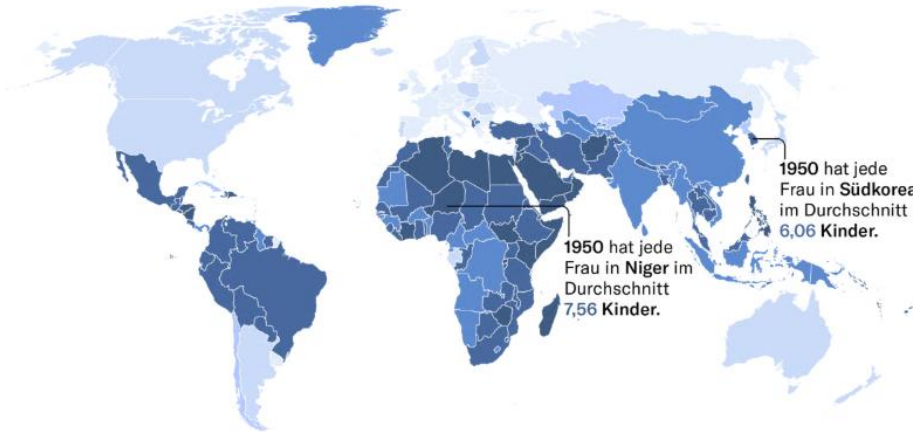 1950 hat jede
Frau in Südkorea
im Durchschnitt
6,06 Kinder.
1950 hat jede
Frau in Niger im
Durchschnitt
7,56 Kinder.